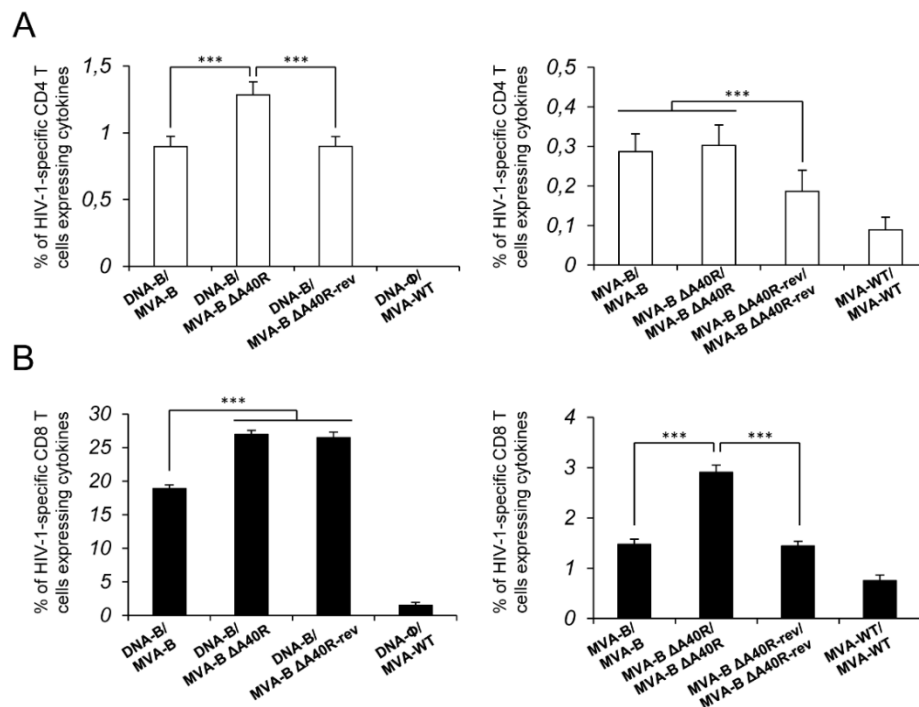 A
% of HIV-1-specific CD4 T
cells expressing cytokines
1,5
1
0,5
0
***
***
DNA-B/
MVA-B
DNA-B/
MVA-B ΔA40R
DNA-B/
MVA-B ΔA40R-rev
DNA-Φ/
MVA-WT
% of HIV-1-specific CD4 T
cells expressing cytokines
0,5
0,4
0,3
0,2
0,1
0
***
MVA-B/
MVA-B
MVA-B ΔA40R/
MVA-B ΔA40R
MVA-B ΔA40R-rev/
MVA-B ΔA40R-rev
MVA-WT/
MVA-WT
B
% of HIV-1-specific CD8 T
cells expressing cytokines
30
25
20
15
10
5
0
***
DNA-B/
MVA-B
DNA-B/
MVA-B ΔA40R
DNA-B/
MVA-B ΔA40R-rev
DNA-Φ/
MVA-WT
% of HIV-1-specific CD8 T
cells expressing cytokines
4
3
2
1
0
***
***
MVA-B/
MVA-B
MVA-B ΔA40R/
MVA-B ΔA40R
MVA-B ΔA40R-rev/
MVA-B ΔA40R-rev
MVA-WT/
MVA-WT